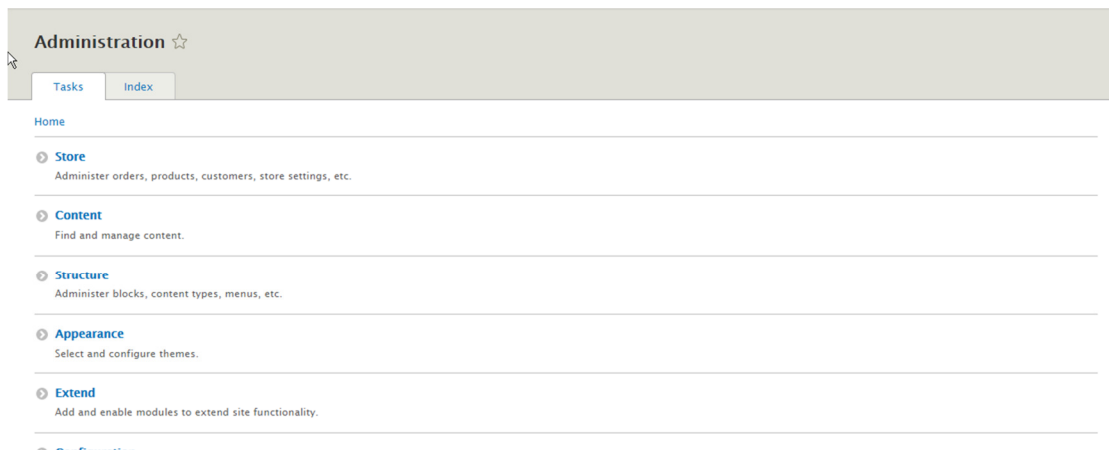 Administration
Tasks Index
Home
Store
Administer orders, products, customers, store settings, etc.
Content
Find and manage content.
Structure
Administer blocks, content types, menus, etc.
Appearance
Select and configure themes.
Extend
Add and enable modules to extend site functionality.